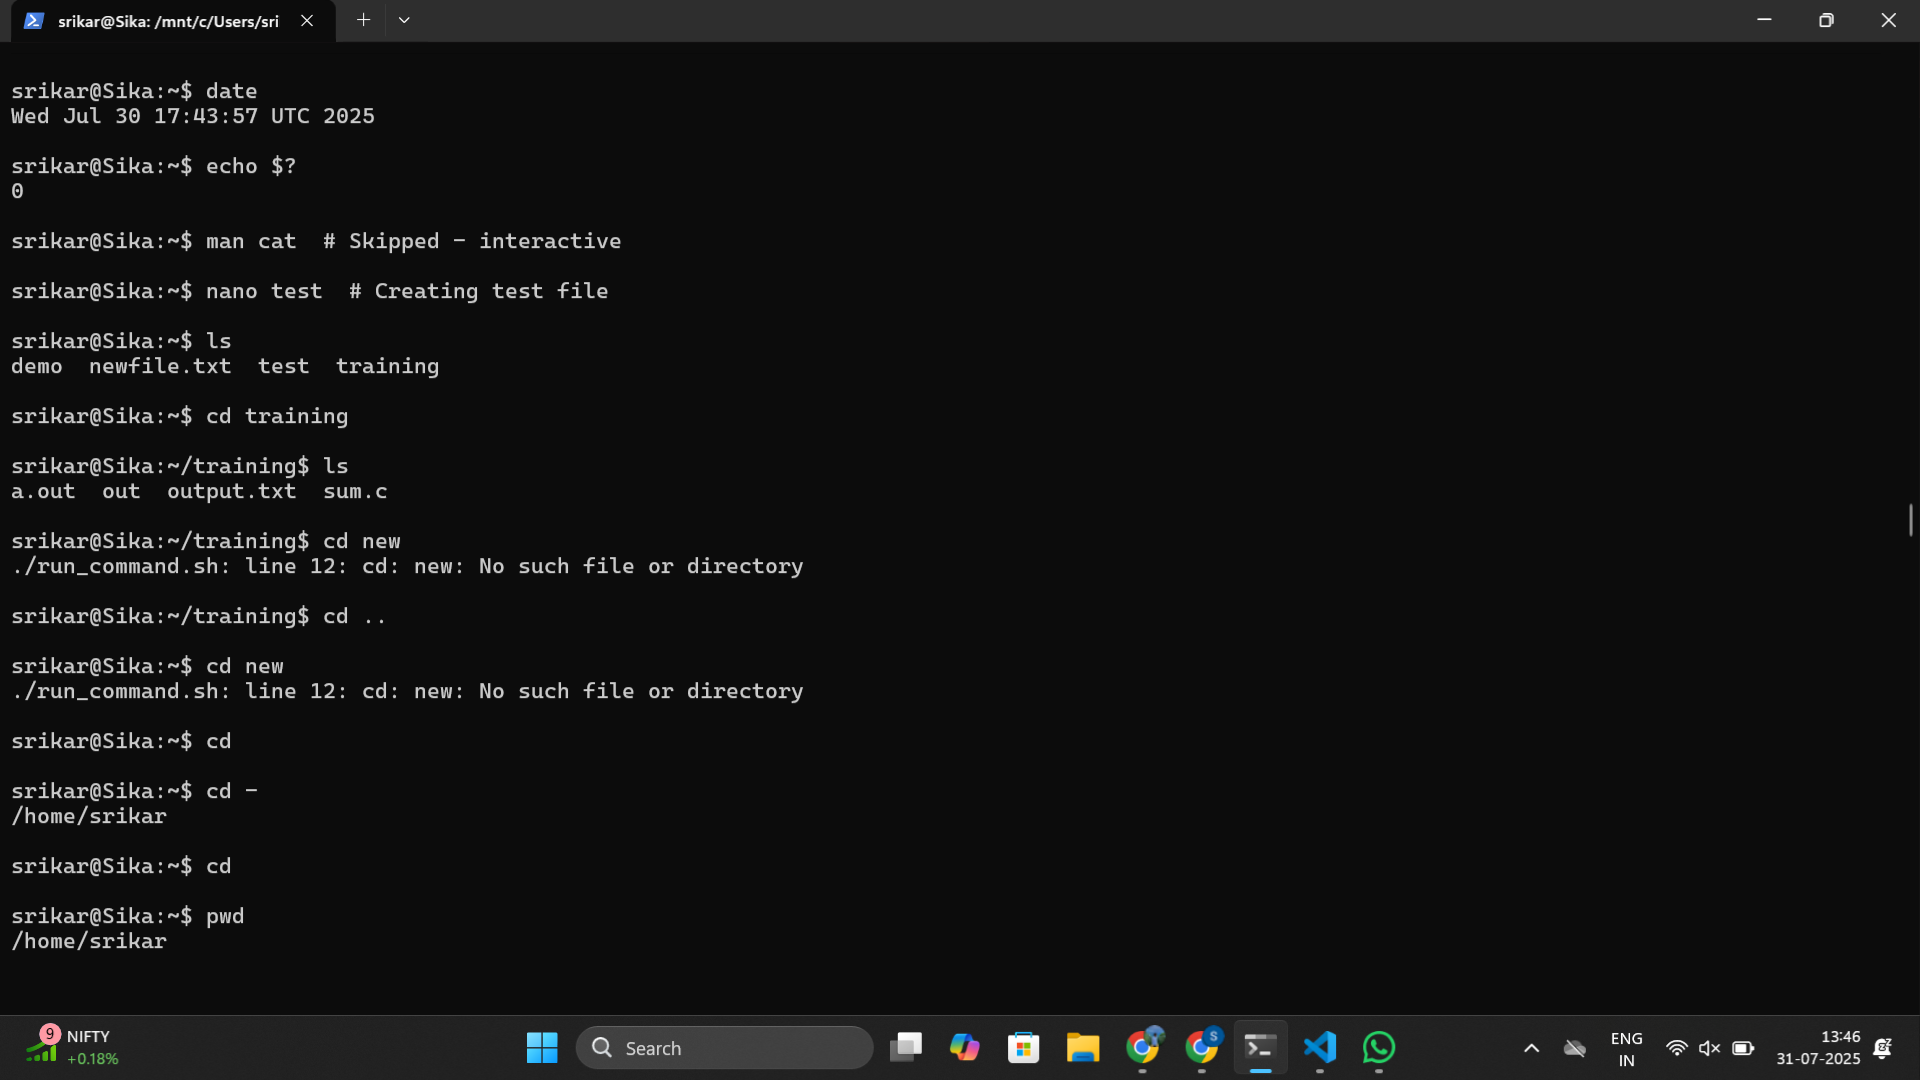 srikar@Sika: /mnt/c/Users/sri
srikar@Sika:~$ date
Wed Jul 30 17:43:57 UTC 2025
srikar@Sika:~$ echo $?
0
srikar@Sika:~$ man cat  # Skipped - interactive
srikar@Sika:~$ nano test  # Creating test file
srikar@Sika:~$ ls
demo  newfile.txt  test  training
srikar@Sika:~$ cd training
srikar@Sika:~/training$ ls
a.out  out  output.txt  sum.c
srikar@Sika:~/training$ cd new
./run_command.sh: line 12: cd: new: No such file or directory
srikar@Sika:~/training$ cd ..
srikar@Sika:~$ cd new
./run_command.sh: line 12: cd: new: No such file or directory
srikar@Sika:~$ cd
srikar@Sika:~$ cd -
/home/srikar
srikar@Sika:~$ cd
srikar@Sika:~$ pwd
/home/srikar
9
NIFTY
+0.18%
Search
S
ENG
IN
13:46
31-07-2025